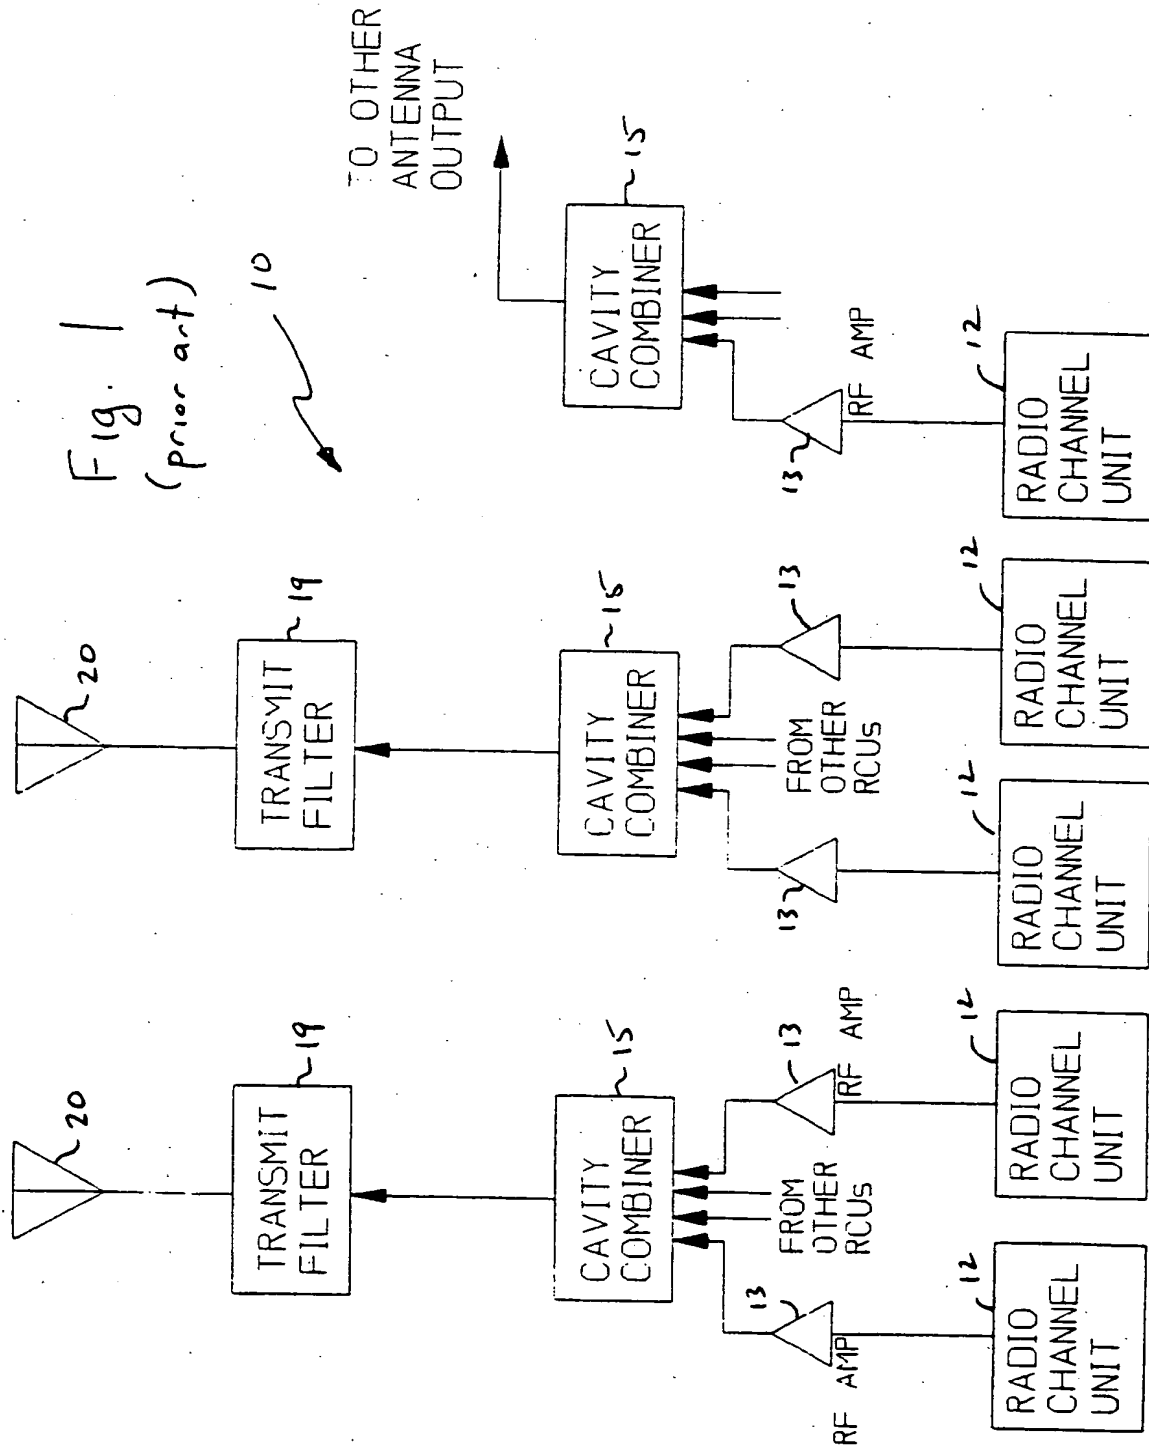 Fig. 1
(prior art)
10
TO OTHER
ANTENNA
OUTPUT
20
20
TRANSMIT
FILTER
19
TRANSMIT
FILTER
19
CAVITY
COMBINER
15
CAVITY
COMBINER
15
CAVITY
COMBINER
15
RF AMP
13
FROM
OTHER
RCUs
13
RF AMP
13
FROM
OTHER
RCUs
13
13
RF AMP
RADIO
CHANNEL
UNIT
12
RADIO
CHANNEL
UNIT
12
RADIO
CHANNEL
UNIT
12
RADIO
CHANNEL
UNIT
12
RADIO
CHANNEL
UNIT
12